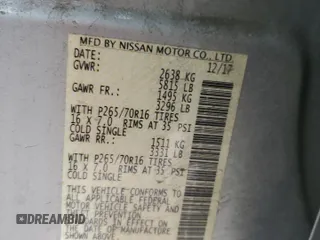 MFD BY NISSAN MOTOR CO., LTD.
DATE: 12/17
GVWR: 2638 KG
5815 LB
GAWR FR: 1495 KG
3296 LB
WITH P265/70R16 TIRES
16 X 7.0 RIMS AT 35 PSI
COLD SINGLE
GAWR RR: 1511 KG
3331 LB
WITH P265/70R16 TIRES
16 X 7.0 RIMS AT 35 PSI
COLD SINGLE
THIS VEHICLE CONFORMS TO
ALL APPLICABLE FEDERAL
MOTOR VEHICLE SAFETY AND
PREVENTION
IN EFFECT ON
THE DATE OF
DREAMBID